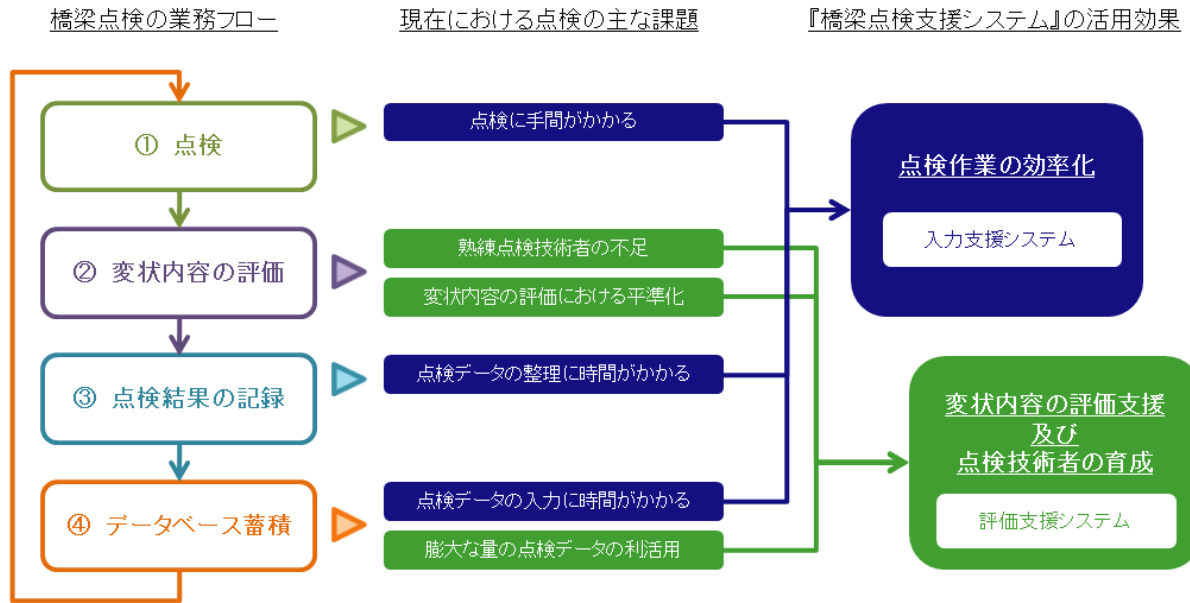 橋梁点検の業務フロー
現在における点検の主な課題
『橋梁点検支援システム』の活用効果
① 点検
点検に手間がかかる
点検作業の効率化
入力支援システム
② 変状内容の評価
熟練点検技術者の不足
変状内容の評価における平準化
③ 点検結果の記録
点検データの整理に時間がかかる
変状内容の評価支援
及び
点検技術者の育成
評価支援システム
④ データベース蓄積
点検データの入力に時間がかかる
膨大な量の点検データの利活用